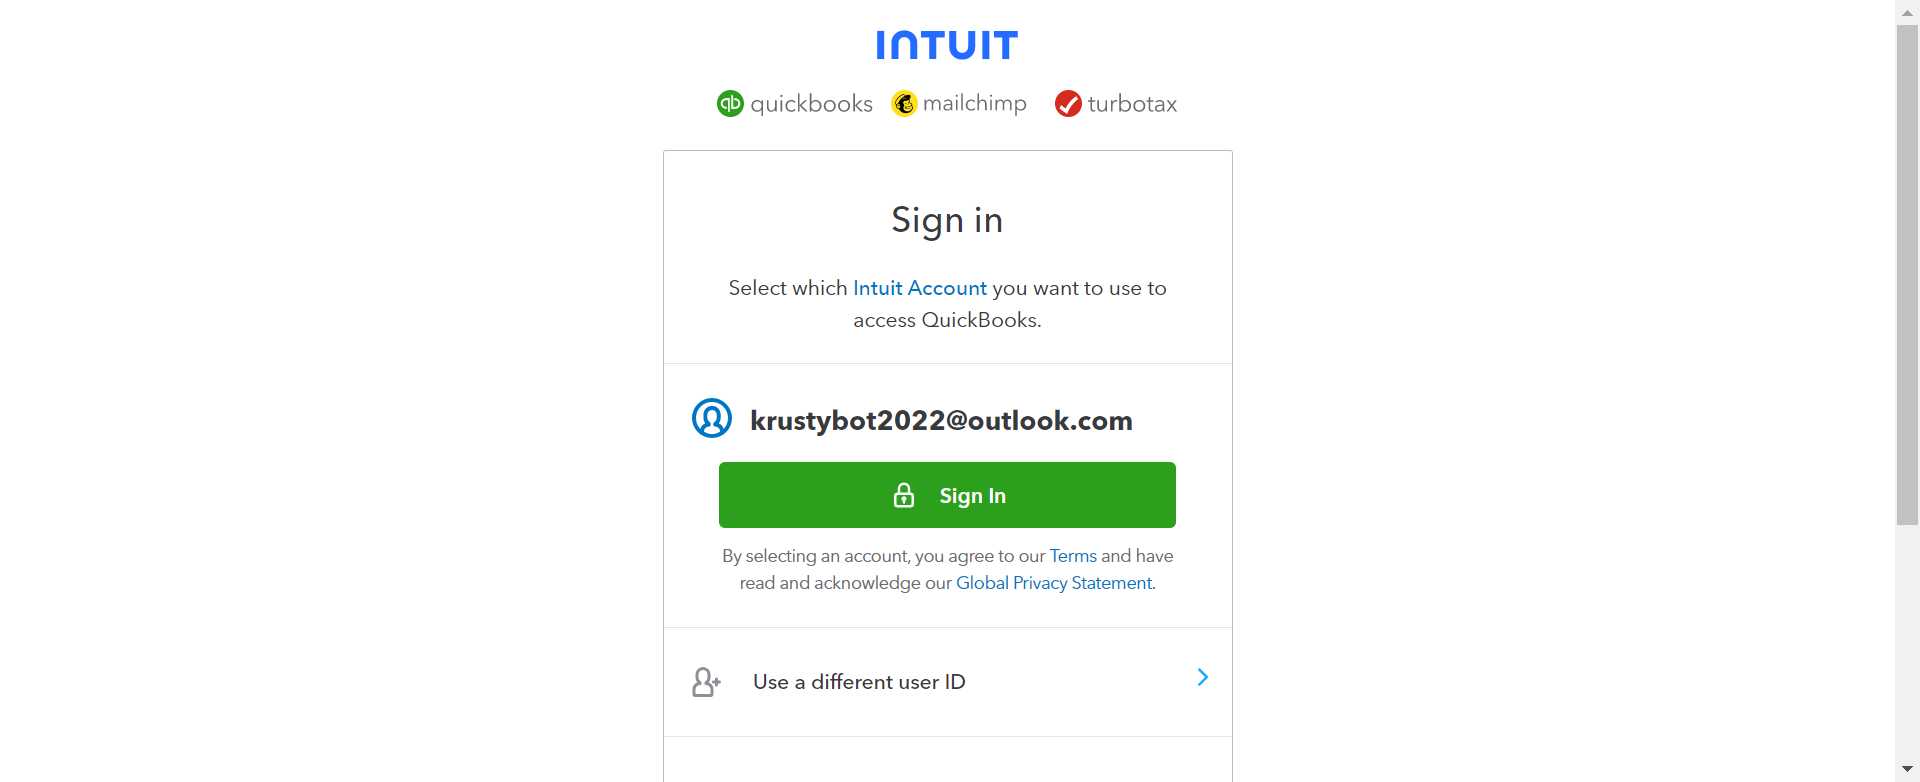 INTUIT
qb quickbooks mailchimp turbotax
Sign in
Select which Intuit Account you want to use to
access QuickBooks.
krustybot2022@outlook.com
Sign In
By selecting an account, you agree to our Terms and have
read and acknowledge our Global Privacy Statement.
Use a different user ID